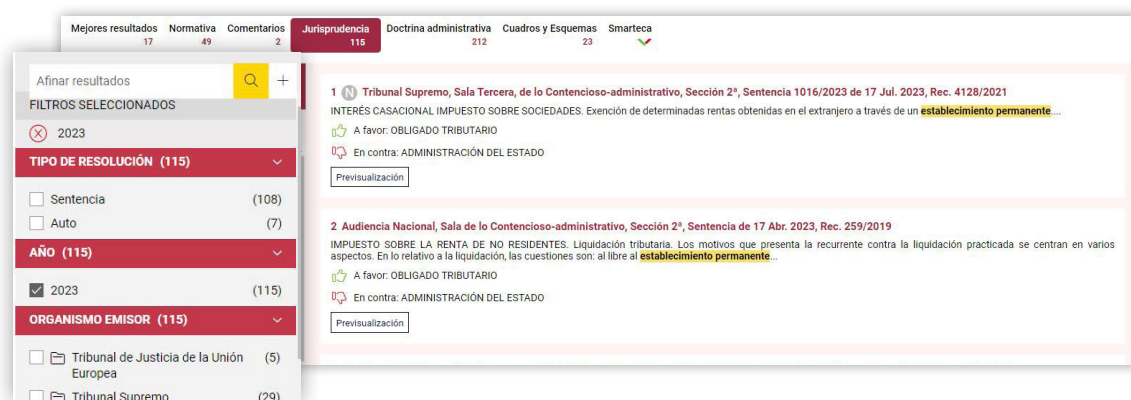 Mejores resultados Normativa Comentarios Jurisprudencia Doctrina administrativa Cuadros y Esquemas Smarteca
17 49 2 115 212 23
Afinar resultados +
FILTROS SELECCIONADOS
2023
TIPO DE RESOLUCIÓN (115)
Sentencia (108)
Auto (7)
AÑO (115)
2023 (115)
ORGANISMO EMISOR (115)
Tribunal de Justicia de la Unión (5)
Europea
Tribunal Supremo (29)
1 N Tribunal Supremo, Sala Tercera, de lo Contencioso-administrativo, Sección 2ª, Sentencia 1016/2023 de 17 Jul. 2023, Rec. 4128/2021
INTERÉS CASACIONAL IMPUESTO SOBRE SOCIEDADES. Exención de determinadas rentas obtenidas en el extranjero a través de un establecimiento permanente....
A favor: OBLIGADO TRIBUTARIO
En contra: ADMINISTRACIÓN DEL ESTADO
Previsualización
2 Audiencia Nacional, Sala de lo Contencioso-administrativo, Sección 2ª, Sentencia de 17 Abr. 2023, Rec. 259/2019
IMPUESTO SOBRE LA RENTA DE NO RESIDENTES. Liquidación tributaria. Los motivos que presenta la recurrente contra la liquidación practicada se centran en varios
aspectos. En lo relativo a la liquidación, las cuestiones son: al libre al establecimiento permanente...
A favor: OBLIGADO TRIBUTARIO
En contra: ADMINISTRACIÓN DEL ESTADO
Previsualización